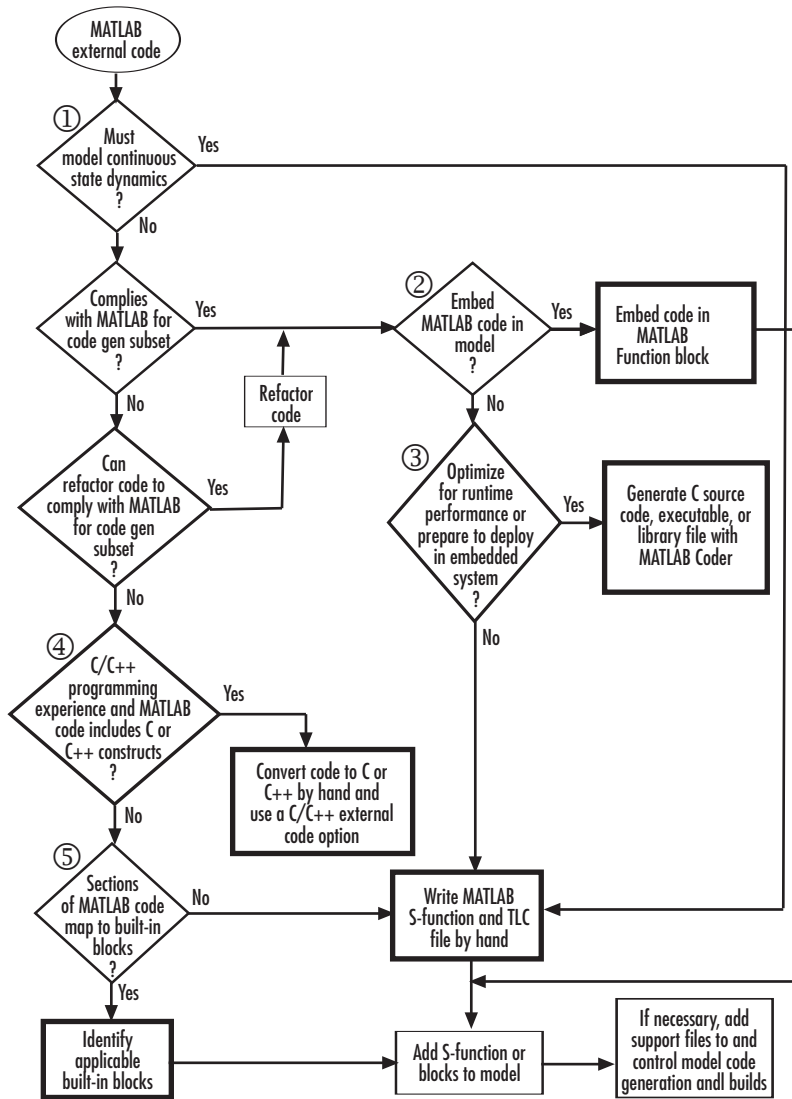 MATLAB
external code
①
Must
model continuous
state dynamics
?
Yes
No
Complies
with MATLAB for
code gen subset
?
Yes
No
②
Embed
MATLAB code in
model
?
Yes
No
Embed code in
MATLAB
Function block
Refactor
code
Can
refactor code to
comply with MATLAB
for code gen
subset
?
Yes
No
③
Optimize
for runtime
performance or
prepare to deploy
in embedded
system
?
Yes
No
Generate C source
code, executable, or
library file with
MATLAB Coder
④
C/C++
programming
experience and MATLAB
code includes C or
C++ constructs
?
Yes
No
Convert code to C or
C++ by hand and
use a C/C++ external
code option
⑤
Sections
of MATLAB code
map to built-in
blocks
?
No
Yes
Write MATLAB
S-function and TLC
file by hand
Identify
applicable
built-in blocks
Add S-function or
blocks to model
If necessary, add
support files to and
control model code
generation andl builds